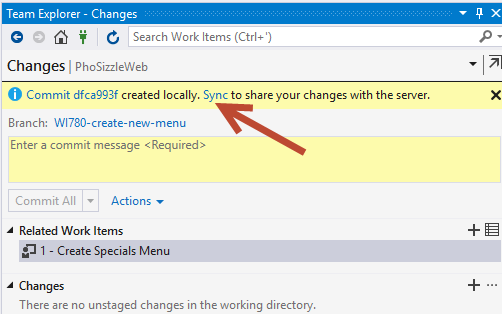 Team Explorer - Changes
Search Work Items (Ctrl+')
Changes | PhoSizzleWeb
Commit dfca993f created locally. Sync to share your changes with the server.
Branch: WI780-create-new-menu
Enter a commit message <Required>
Commit All Actions
Related Work Items
1 - Create Specials Menu
Changes
There are no unstaged changes in the working directory.